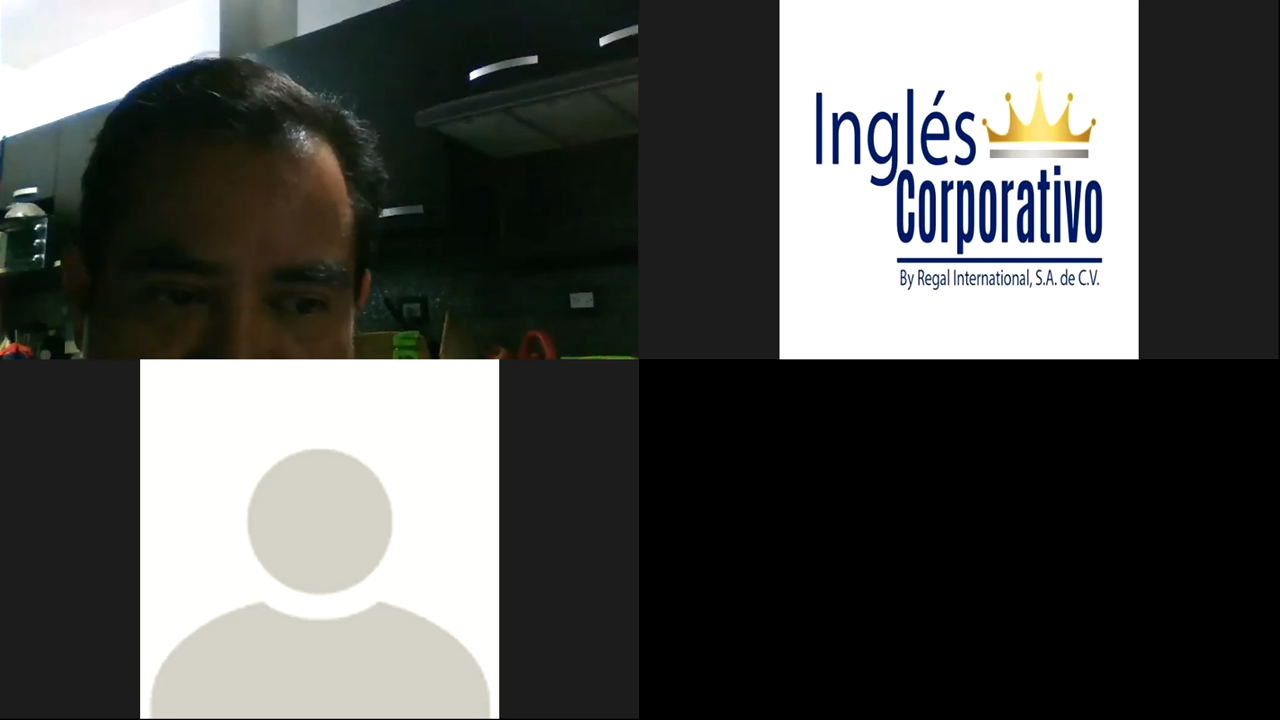 Inglés
Corporativo
By Regal International, S.A. de C.V.